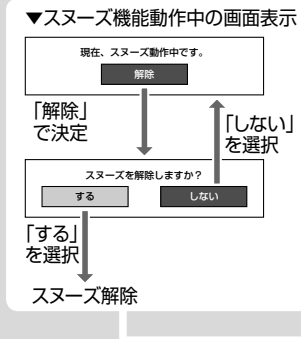 ▼スヌーズ機能動作中の画面表示
現在、スヌーズ動作中です。
解除
「解除」
で決定
「しない」
を選択
スヌーズを解除しますか？
する
しない
「する」
を選択
スヌーズ解除